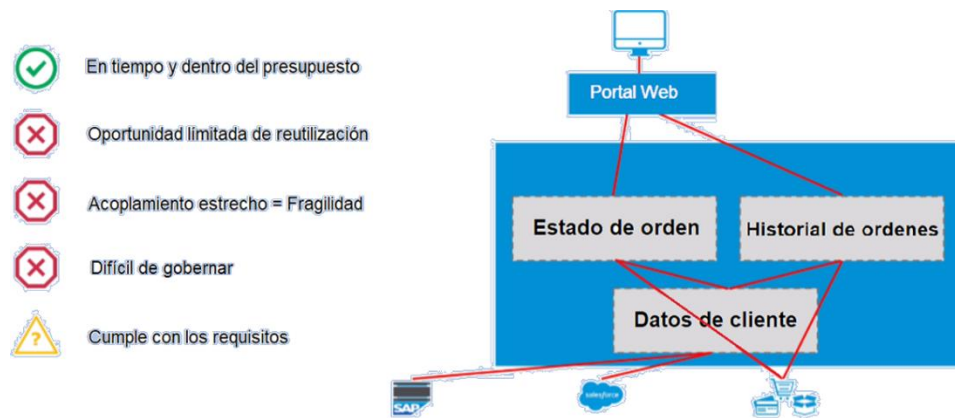 En tiempo y dentro del presupuesto
Oportunidad limitada de reutilización
Acoplamiento estrecho = Fragilidad
Difícil de gobernar
?
Cumple con los requisitos
Portal Web
Estado de orden
Historial de ordenes
Datos de cliente
SAP
salesforce